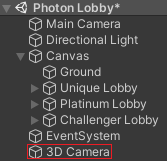 Photon Lobby*
Main Camera
Directional Light
Canvas
Ground
Unique Lobby
Platinum Lobby
Challenger Lobby
EventSystem
3D Camera